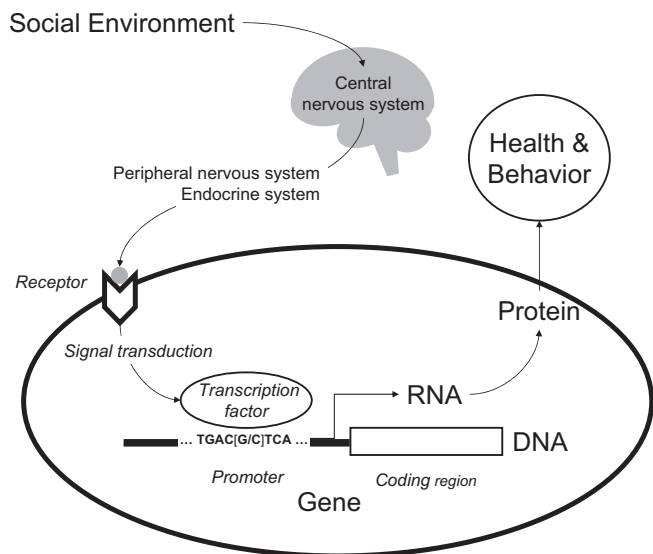 Social Environment
Central
nervous system
Health &
Behavior
Peripheral nervous system
Endocrine system
Receptor
Protein
Signal transduction
Transcription
factor
RNA
... TGAC[G/C]TCA ...
DNA
Promoter
Coding region
Gene